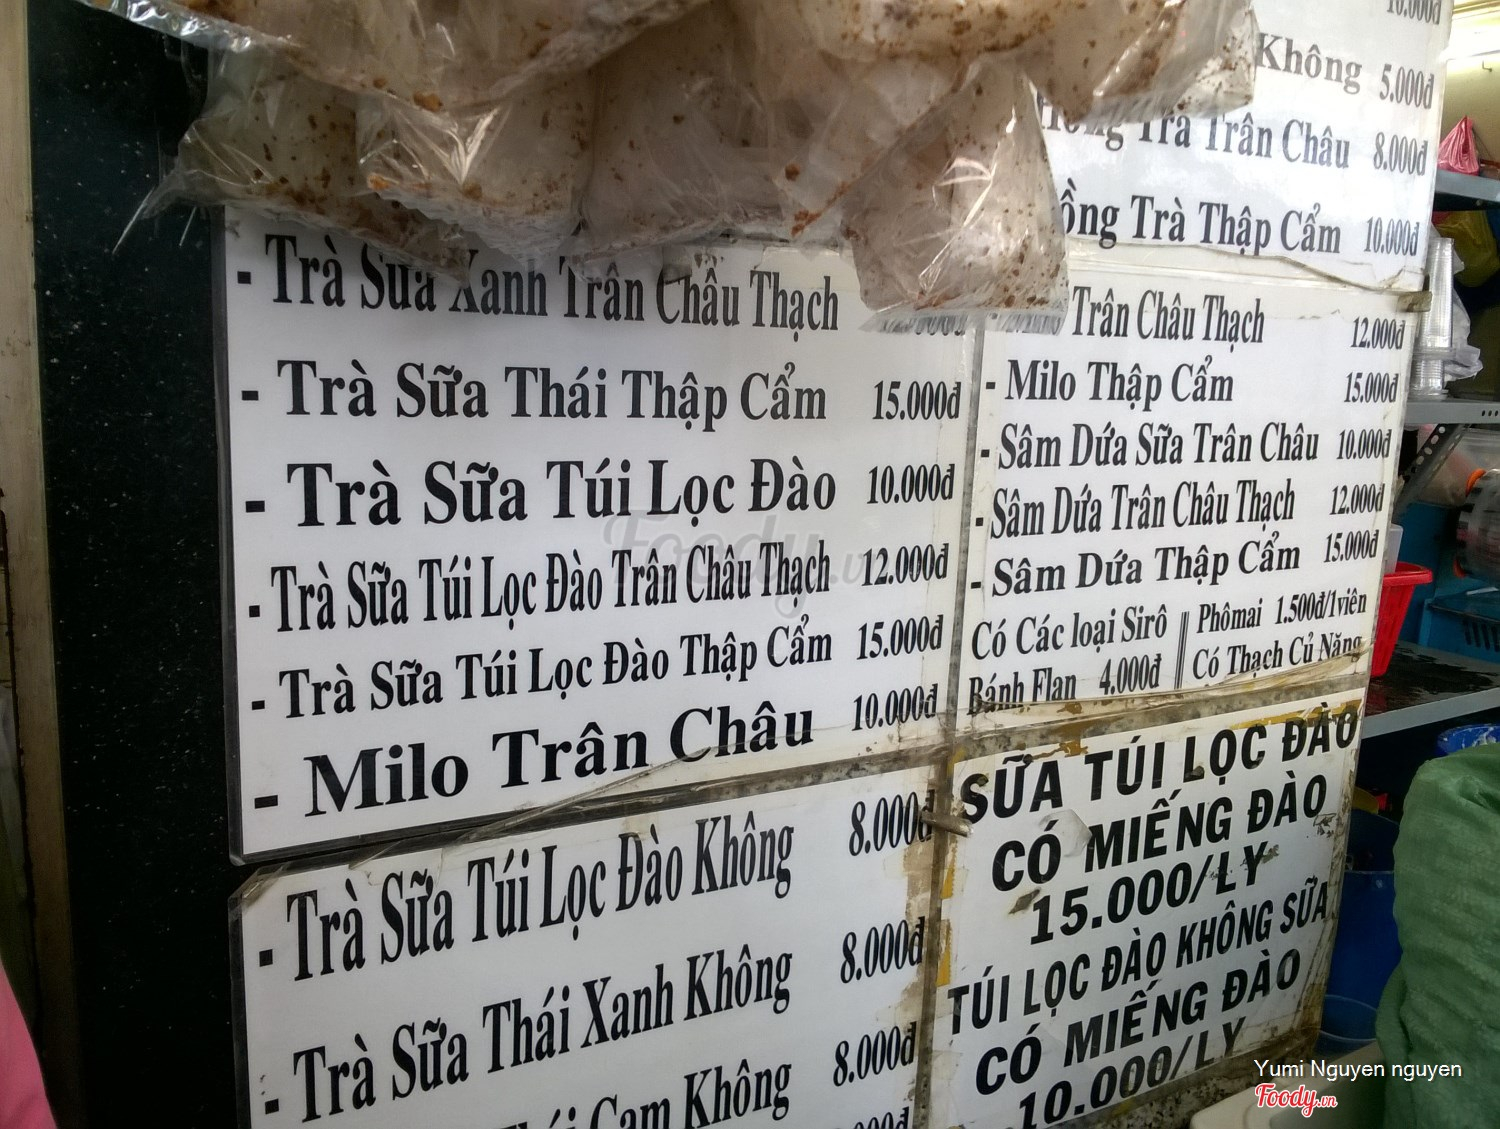 10.000đ
Không 5.000đ
Trà Trân Châu 8.000đ
Trà Thập Cẩm 10.000đ
- Trà Sữa Xanh Trân Châu Thạch
- Trà Sữa Thái Thập Cẩm 15.000đ
- Trà Sữa Túi Lọc Đào 10.000đ
- Trà Sữa Túi Lọc Đào Trân Châu Thạch 12.000đ
- Trà Sữa Túi Lọc Đào Thập Cẩm 15.000đ
- Milo Trân Châu 10.000đ
Trân Châu Thạch 12.000đ
- Milo Thập Cẩm 15.000đ
- Sâm Dứa Sữa Trân Châu 10.000đ
- Sâm Dứa Trân Châu Thạch 12.000đ
- Sâm Dứa Thập Cẩm 15.000đ
Có Các loại Sirô
Bánh Flan 4.000đ
Phômai 1.500đ/1viên
Có Thạch Củ Năng
- Trà Sữa Túi Lọc Đào Không 8.000đ
- Trà Sữa Thái Xanh Không 8.000đ
Cam Không 8.000đ
SỮA TÚI LỌC ĐÀO
CÓ MIẾNG ĐÀO
15.000/LY
TÚI LỌC ĐÀO KHÔNG SỮA
CÓ MIẾNG ĐÀO
10.000/LY
Foody.vn
Yumi Nguyen nguyen
Foody.vn